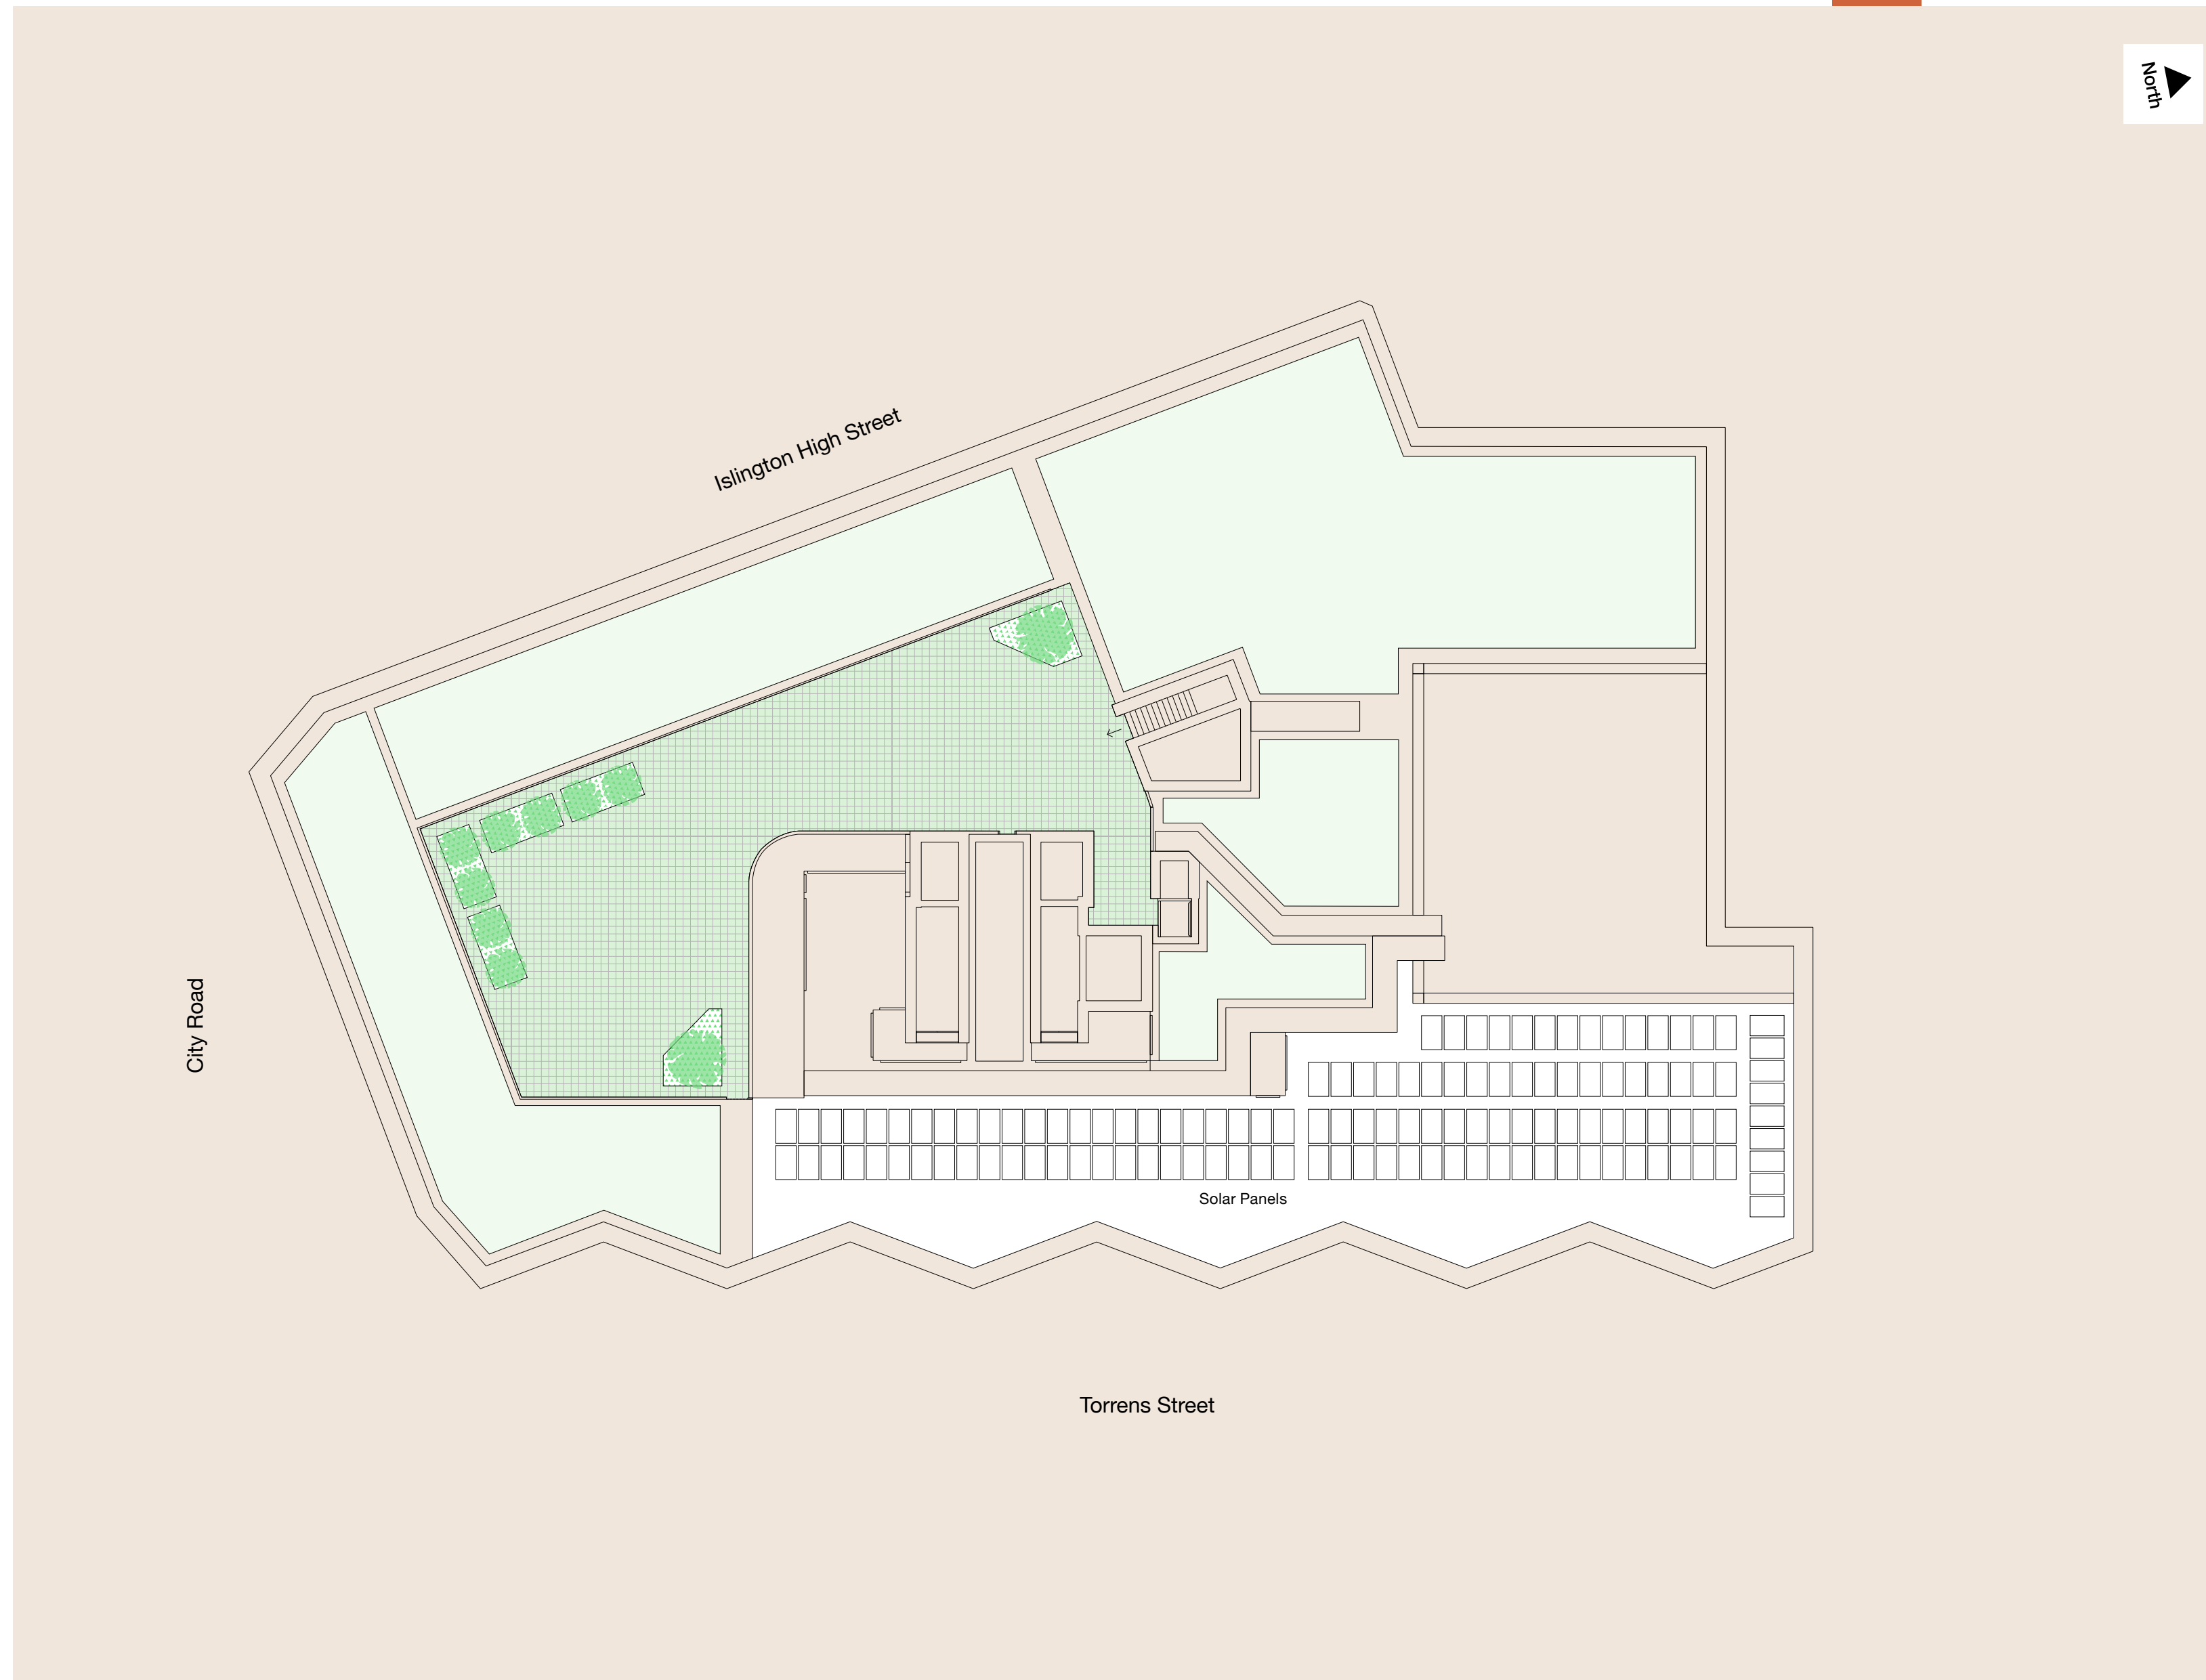 North
Islington High Street
City Road
Solar Panels
Torrens Street